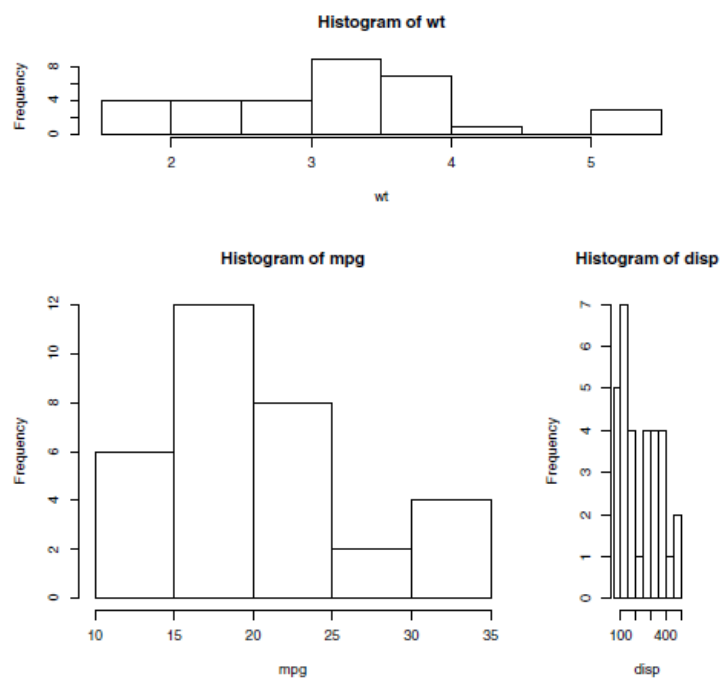 Histogram of wt
Frequency
0 4 8
2 3 4 5
wt
Histogram of mpg
Frequency
0 2 4 6 8 10 12
10 15 20 25 30 35
mpg
Histogram of disp
Frequency
0 1 2 3 4 5 6 7
100 400
disp